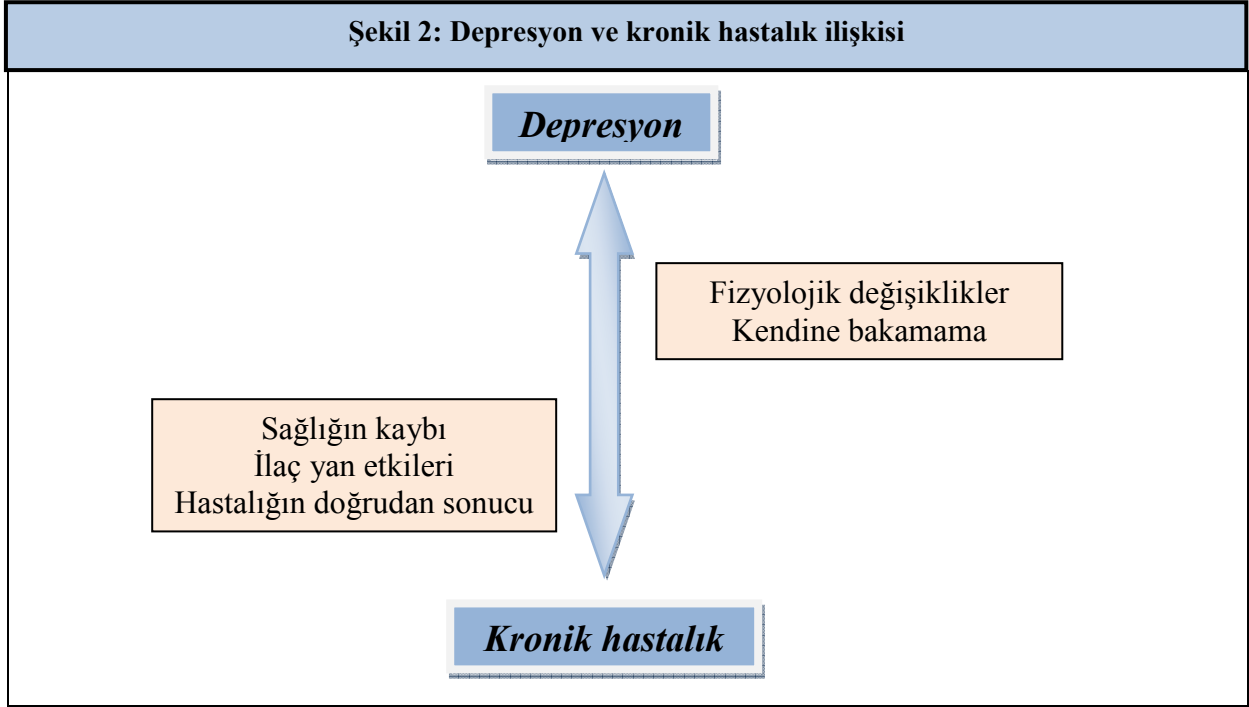 Şekil 2: Depresyon ve kronik hastalık ilişkisi
Depresyon
Fizyolojik değişiklikler
Kendine bakamama
Sağlığın kaybı
İlaç yan etkileri
Hastalığın doğrudan sonucu
Kronik hastalık